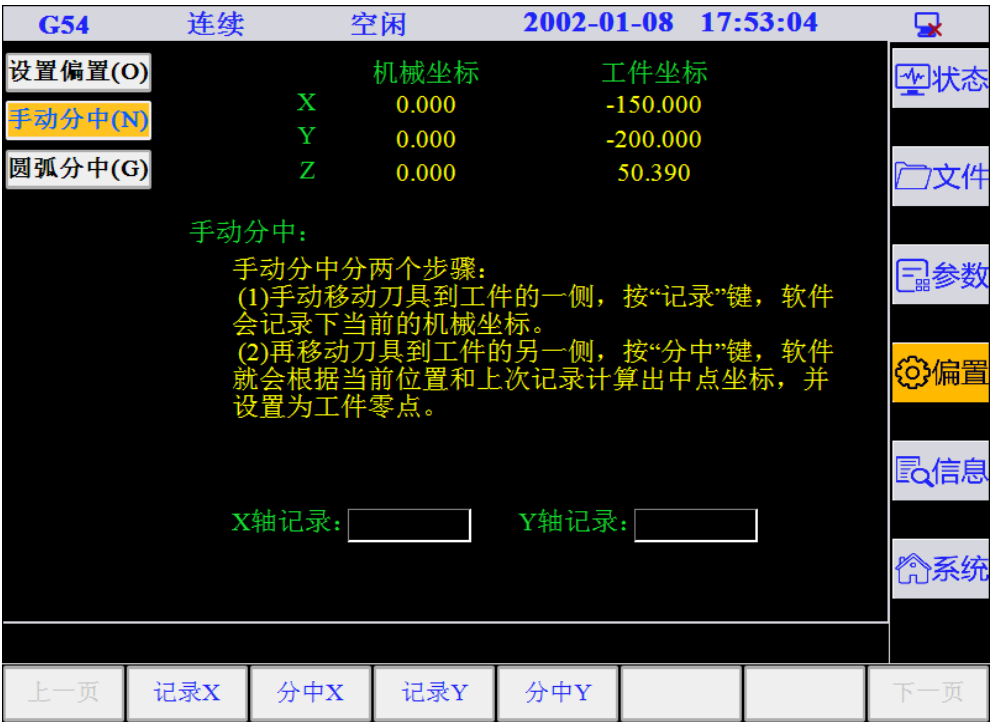 G54 连续 空闲 2002-01-08 17:53:04
设置偏置(O)
手动分中(N)
圆弧分中(G)
机械坐标 工件坐标
X 0.000 -150.000
Y 0.000 -200.000
Z 0.000 50.390
手动分中：
手动分中分两个步骤：
(1)手动移动刀具到工件的一侧，按“记录”键，软件
会记录下当前的机械坐标。
(2)再移动刀具到工件的另一侧，按“分中”键，软件
就会根据当前位置和上次记录计算出中点坐标，并
设置为工件零点。
X轴记录： Y轴记录：
状态
文件
参数
偏置
信息
系统
上一页 记录X 分中X 记录Y 分中Y 下一页